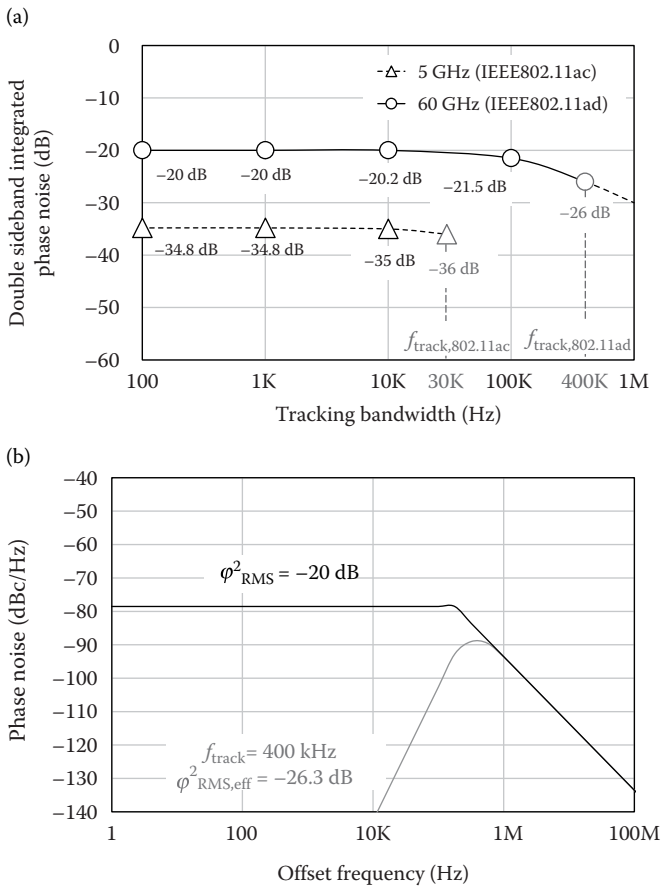 (a)
0
−10
−20
−30
−40
−50
−60
Double sideband integrated
phase noise (dB)
5 GHz (IEEE802.11ac)
60 GHz (IEEE802.11ad)
−20 dB
−20 dB
−20.2 dB
−21.5 dB
−26 dB
−34.8 dB
−34.8 dB
−35 dB
−36 dB
f track,802.11ac
f track,802.11ad
100
1K
10K
30K
100K
400K
1M
Tracking bandwidth (Hz)
(b)
−40
−50
−60
−70
−80
−90
−100
−110
−120
−130
−140
Phase noise (dBc/Hz)
φ²RMS = −20 dB
f track= 400 kHz
φ²RMS,eff = −26.3 dB
1
100
10K
1M
100M
Offset frequency (Hz)